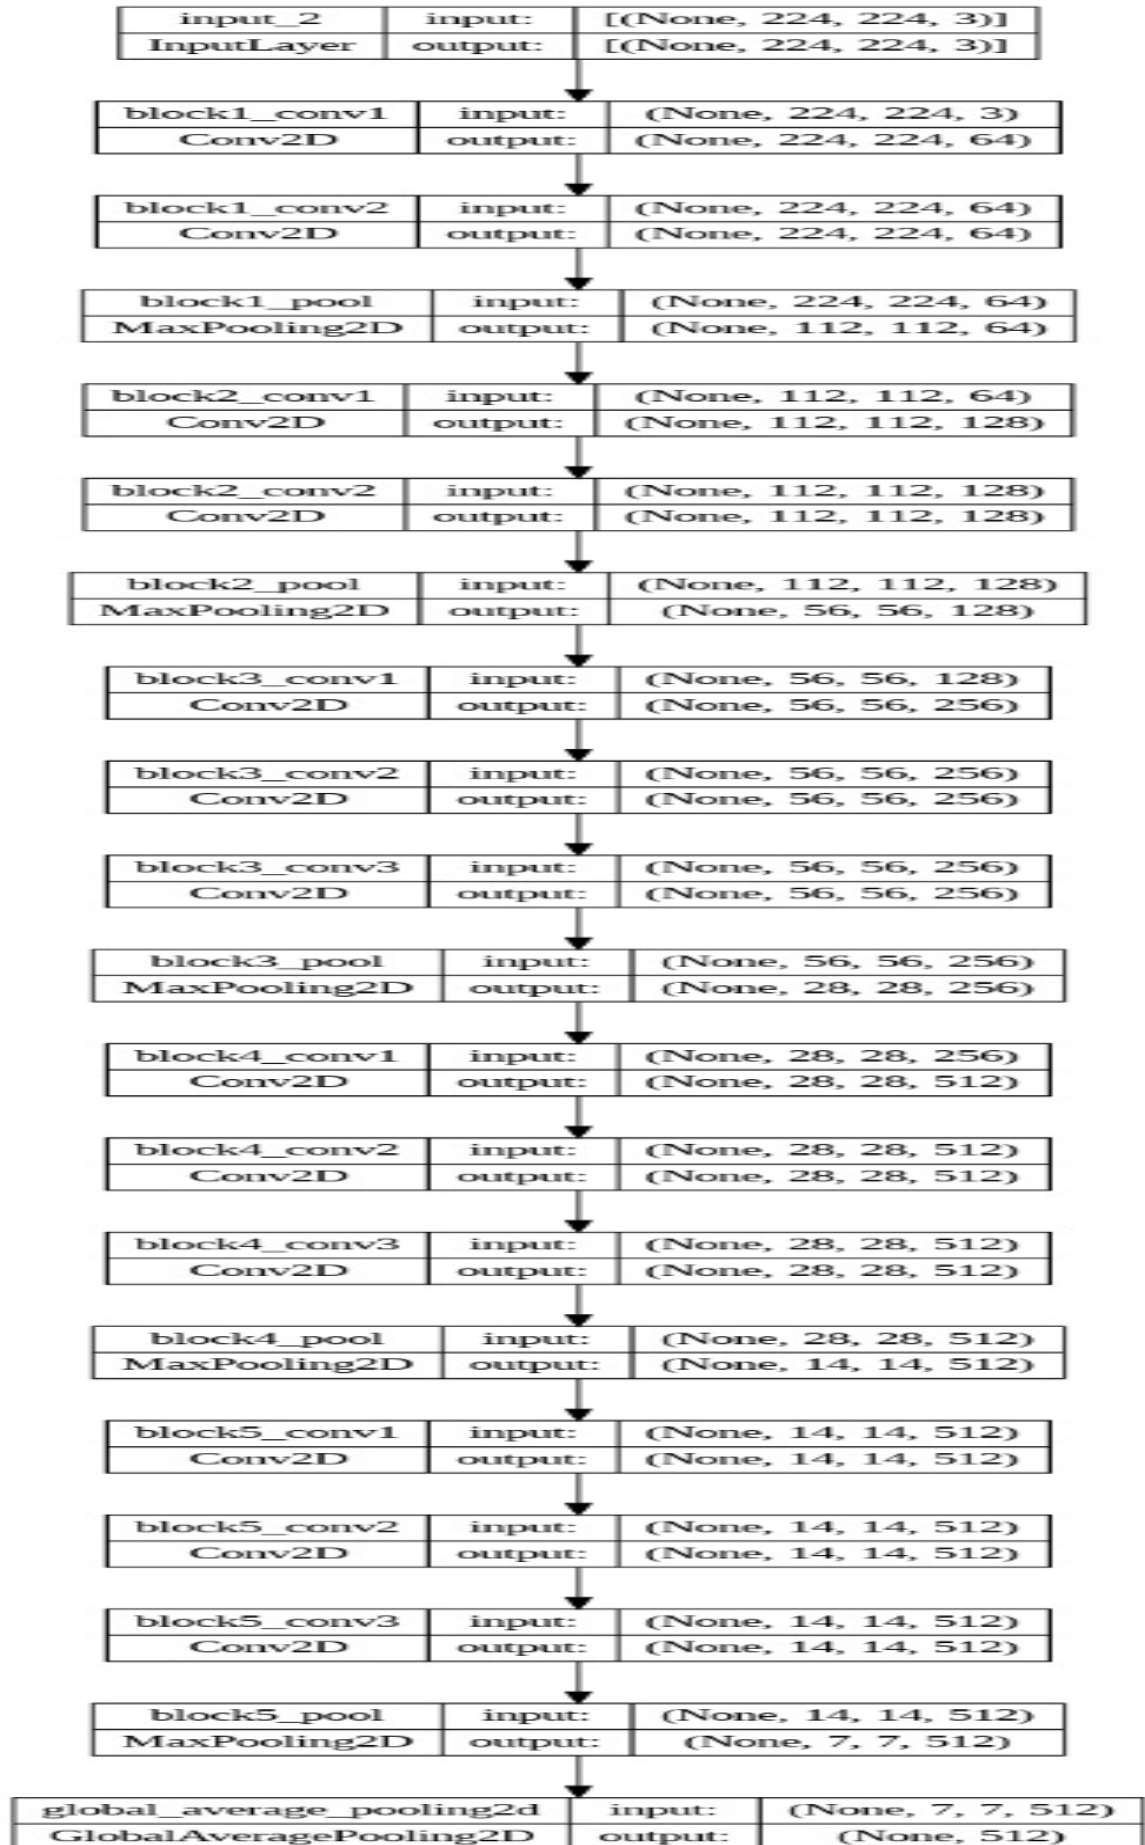 input_2 input: [(None, 224, 224, 3)]
InputLayer output: [(None, 224, 224, 3)]
block1_conv1 input: (None, 224, 224, 3)
Conv2D output: (None, 224, 224, 64)
block1_conv2 input: (None, 224, 224, 64)
Conv2D output: (None, 224, 224, 64)
block1_pool input: (None, 224, 224, 64)
MaxPooling2D output: (None, 112, 112, 64)
block2_conv1 input: (None, 112, 112, 64)
Conv2D output: (None, 112, 112, 128)
block2_conv2 input: (None, 112, 112, 128)
Conv2D output: (None, 112, 112, 128)
block2_pool input: (None, 112, 112, 128)
MaxPooling2D output: (None, 56, 56, 128)
block3_conv1 input: (None, 56, 56, 128)
Conv2D output: (None, 56, 56, 256)
block3_conv2 input: (None, 56, 56, 256)
Conv2D output: (None, 56, 56, 256)
block3_conv3 input: (None, 56, 56, 256)
Conv2D output: (None, 56, 56, 256)
block3_pool input: (None, 56, 56, 256)
MaxPooling2D output: (None, 28, 28, 256)
block4_conv1 input: (None, 28, 28, 256)
Conv2D output: (None, 28, 28, 512)
block4_conv2 input: (None, 28, 28, 512)
Conv2D output: (None, 28, 28, 512)
block4_conv3 input: (None, 28, 28, 512)
Conv2D output: (None, 28, 28, 512)
block4_pool input: (None, 28, 28, 512)
MaxPooling2D output: (None, 14, 14, 512)
block5_conv1 input: (None, 14, 14, 512)
Conv2D output: (None, 14, 14, 512)
block5_conv2 input: (None, 14, 14, 512)
Conv2D output: (None, 14, 14, 512)
block5_conv3 input: (None, 14, 14, 512)
Conv2D output: (None, 14, 14, 512)
block5_pool input: (None, 14, 14, 512)
MaxPooling2D output: (None, 7, 7, 512)
global_average_pooling2d input: (None, 7, 7, 512)
GlobalAveragePooling2D output: (None, 512)